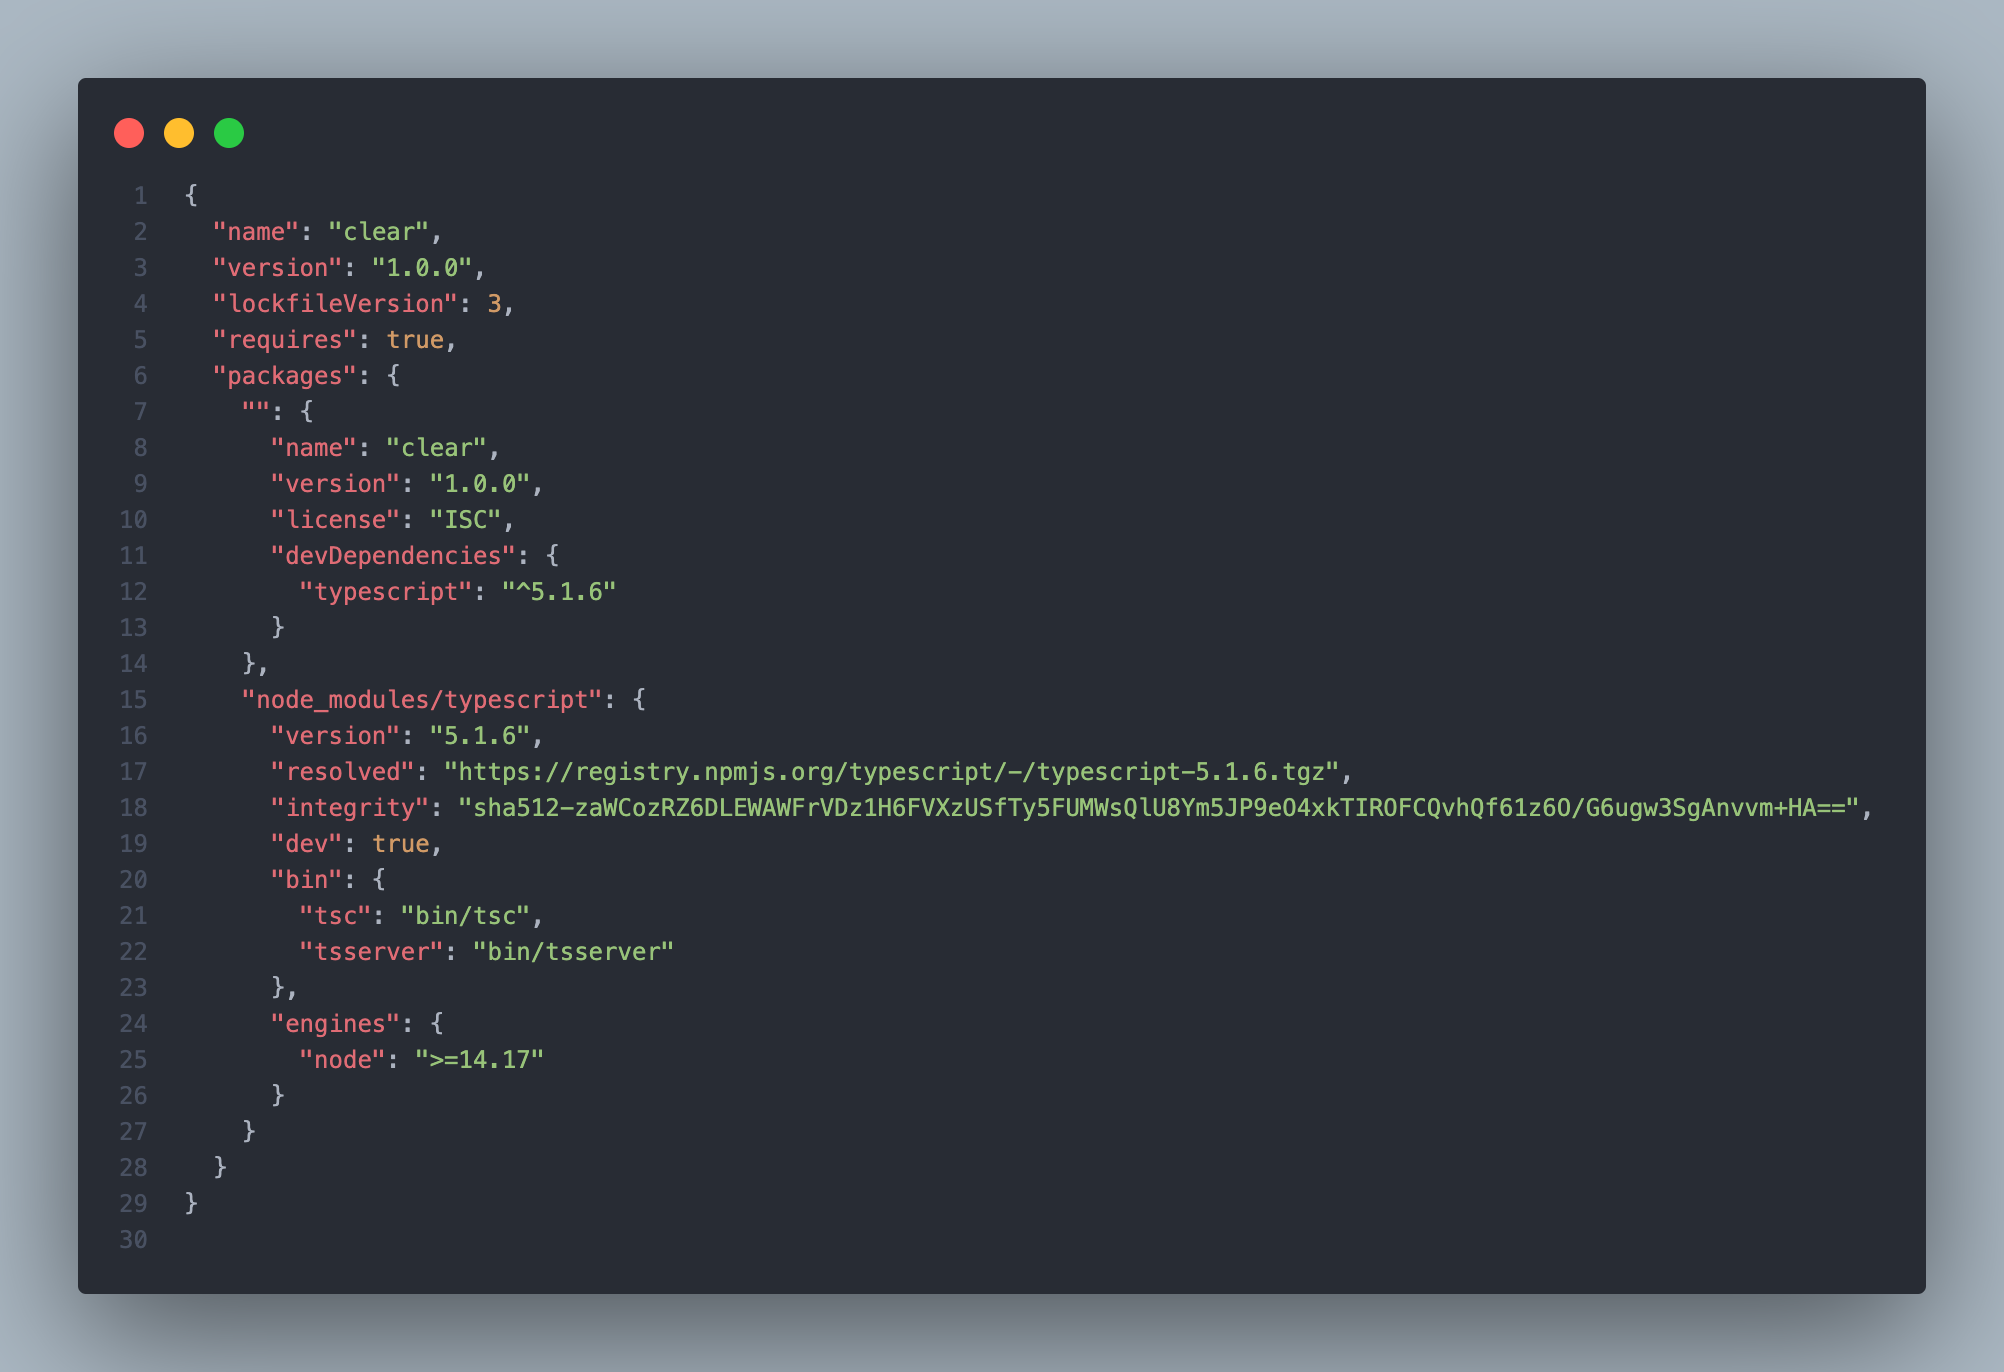 1 {
2   "name": "clear",
3   "version": "1.0.0",
4   "lockfileVersion": 3,
5   "requires": true,
6   "packages": {
7     "": {
8       "name": "clear",
9       "version": "1.0.0",
10       "license": "ISC",
11       "devDependencies": {
12         "typescript": "^5.1.6"
13       }
14     },
15     "node_modules/typescript": {
16       "version": "5.1.6",
17       "resolved": "https://registry.npmjs.org/typescript/-/typescript-5.1.6.tgz",
18       "integrity": "sha512-zaWCozRZ6DLEWAWFrVDz1H6FVXzUSfTy5FUMWsQlU8Ym5JP9eO4xkTIROFCQvhQf61z6O/G6ugw3SgAnvvm+HA==",
19       "dev": true,
20       "bin": {
21         "tsc": "bin/tsc",
22         "tsserver": "bin/tsserver"
23       },
24       "engines": {
25         "node": ">=14.17"
26       }
27     }
28   }
29 }
30